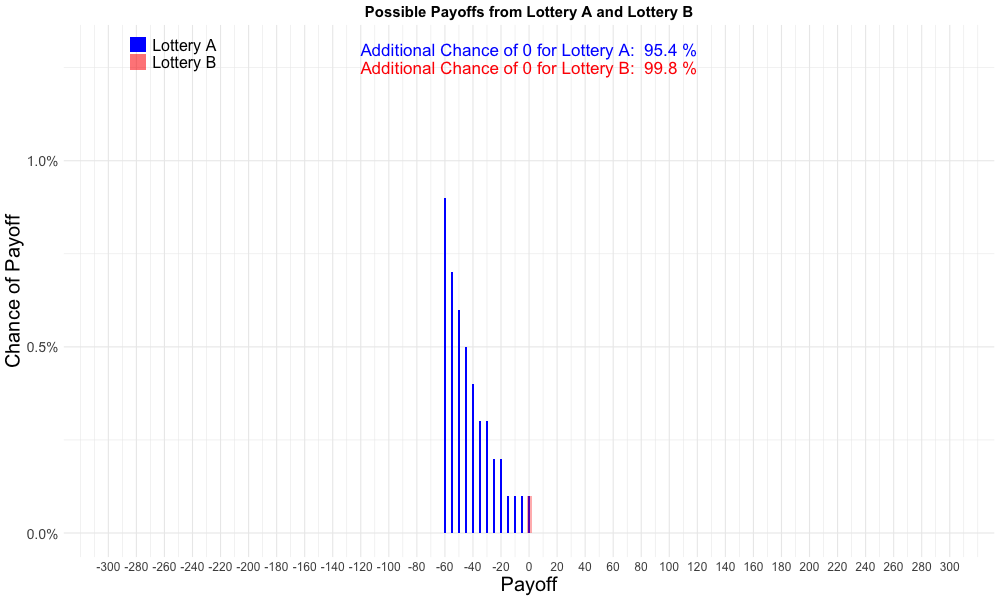 Possible Payoffs from Lottery A and Lottery B
Lottery A
Lottery B
Additional Chance of 0 for Lottery A:  95.4 %
Additional Chance of 0 for Lottery B:  99.8 %
Chance of Payoff
1.0%
0.5%
0.0%
-300 -280 -260 -240 -220 -200 -180 -160 -140 -120 -100 -80 -60 -40 -20 0 20 40 60 80 100 120 140 160 180 200 220 240 260 280 300
Payoff